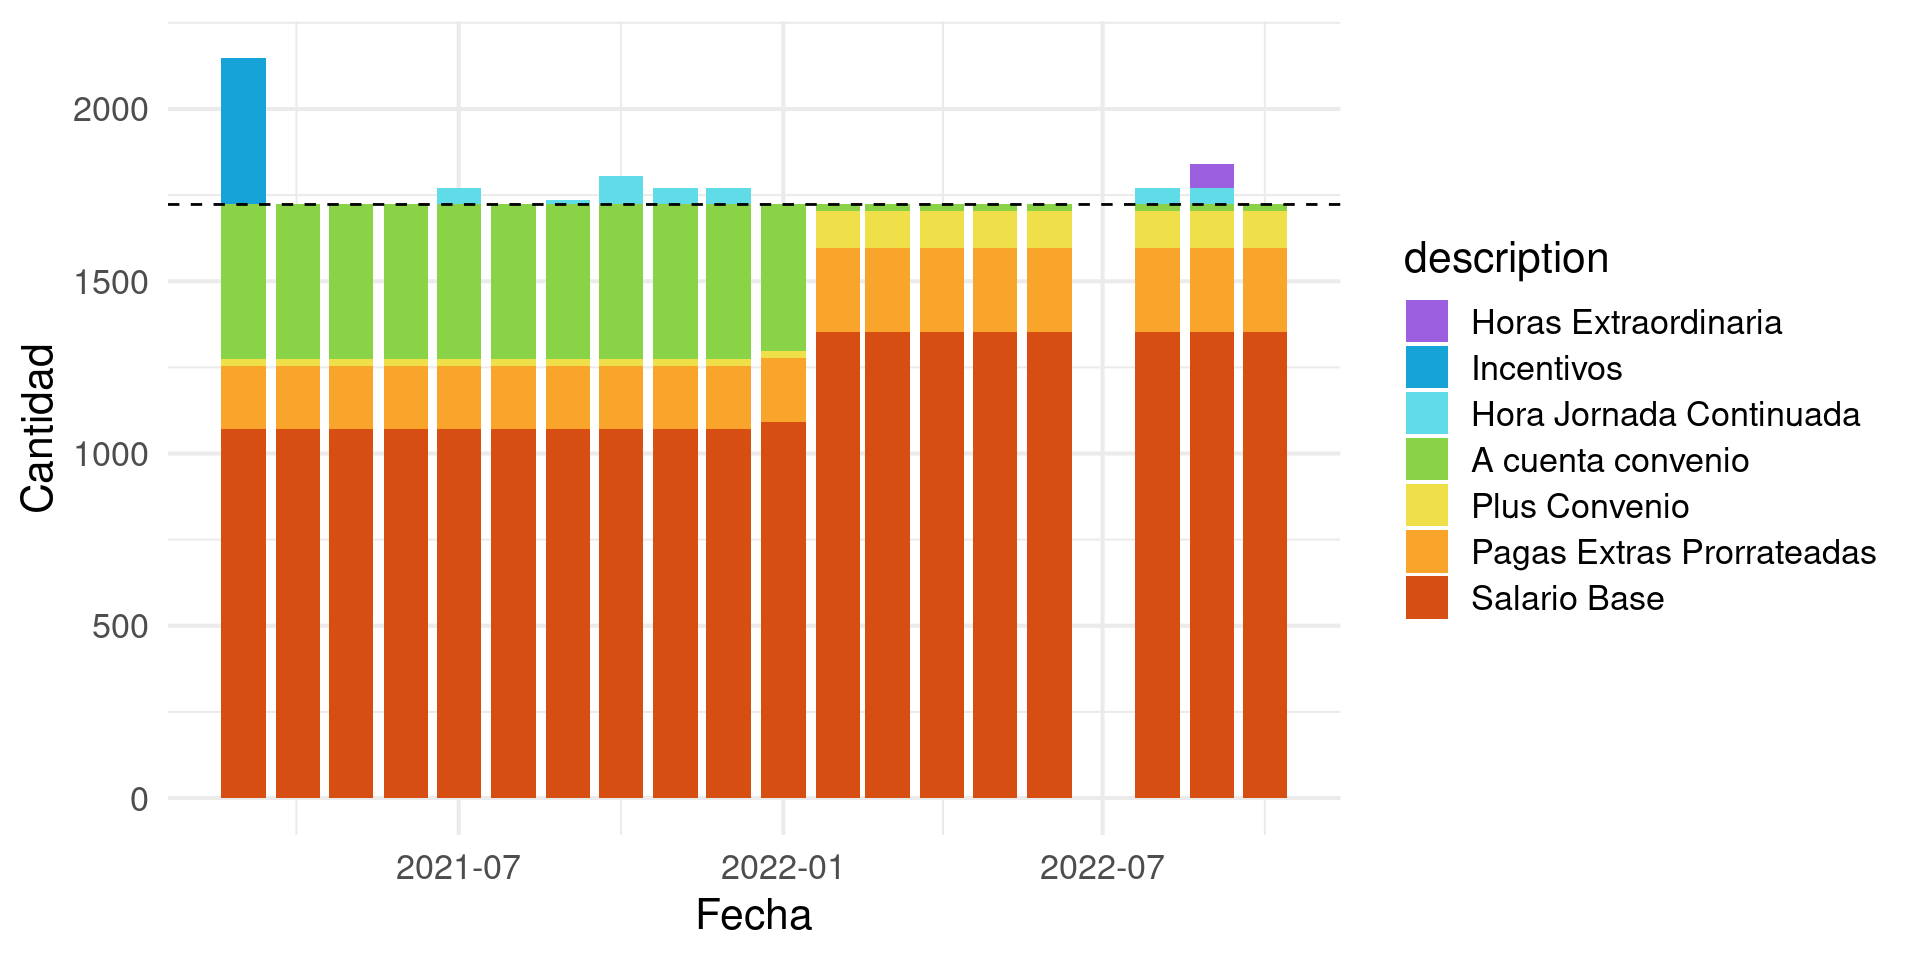 Cantidad
2000
1500
1000
500
0
2021-07
2022-01
2022-07
Fecha
description
Horas Extraordinaria
Incentivos
Hora Jornada Continuada
A cuenta convenio
Plus Convenio
Pagas Extras Prorrateadas
Salario Base